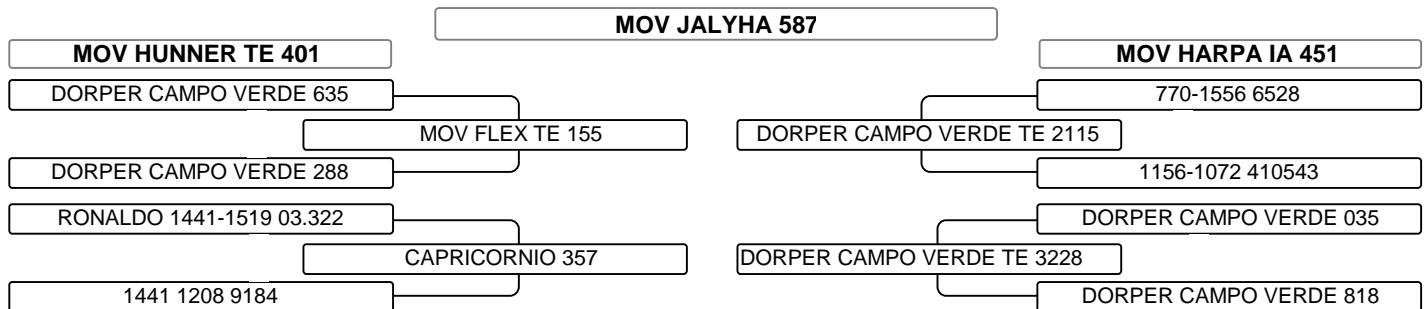 MOV JALYHA 587
MOV HUNNER TE 401
MOV HARPA IA 451
DORPER CAMPO VERDE 635
770-1556 6528
MOV FLEX TE 155
DORPER CAMPO VERDE TE 2115
DORPER CAMPO VERDE 288
1156-1072 410543
RONALDO 1441-1519 03.322
DORPER CAMPO VERDE 035
CAPRICORNIO 357
DORPER CAMPO VERDE TE 3228
1441 1208 9184
DORPER CAMPO VERDE 818